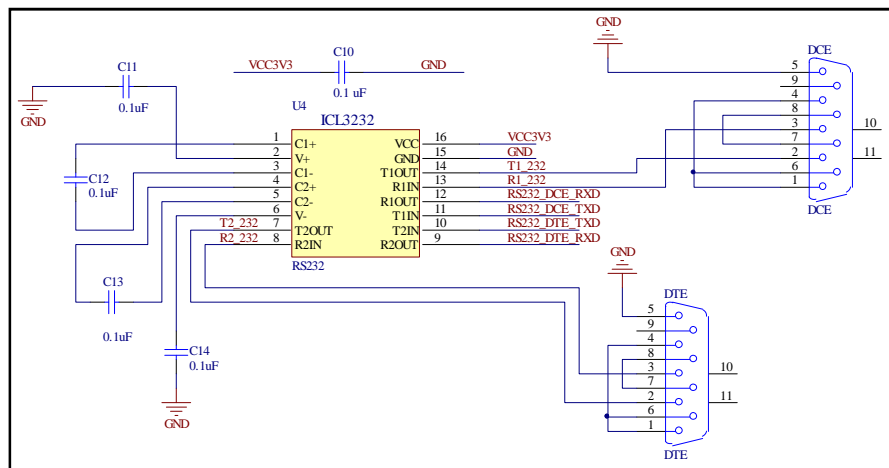 GND
DCE
C10
VCC3V3
GND
0.1 uF
C11
0.1uF
GND
U4
ICL3232
1 C1+ VCC 16 VCC3V3
2 V+ GND 15 GND
3 C1- T1OUT 14 T1_232
4 C2+ R1IN 13 R1_232
5 C2- R1OUT 12 RS232_DCE_RXD
6 V- T1IN 11 RS232_DCE_TXD
T2_232 7 T2OUT T2IN 10 RS232_DTE_TXD
R2_232 8 R2IN R2OUT 9 RS232_DTE_RXD
RS232
C12
0.1uF
C13
0.1uF
C14
0.1uF
GND
5
9
4
8
3
7
2
6
1
10
11
DCE
GND
DTE
5
9
4
8
3
7
2
6
1
10
11
DTE